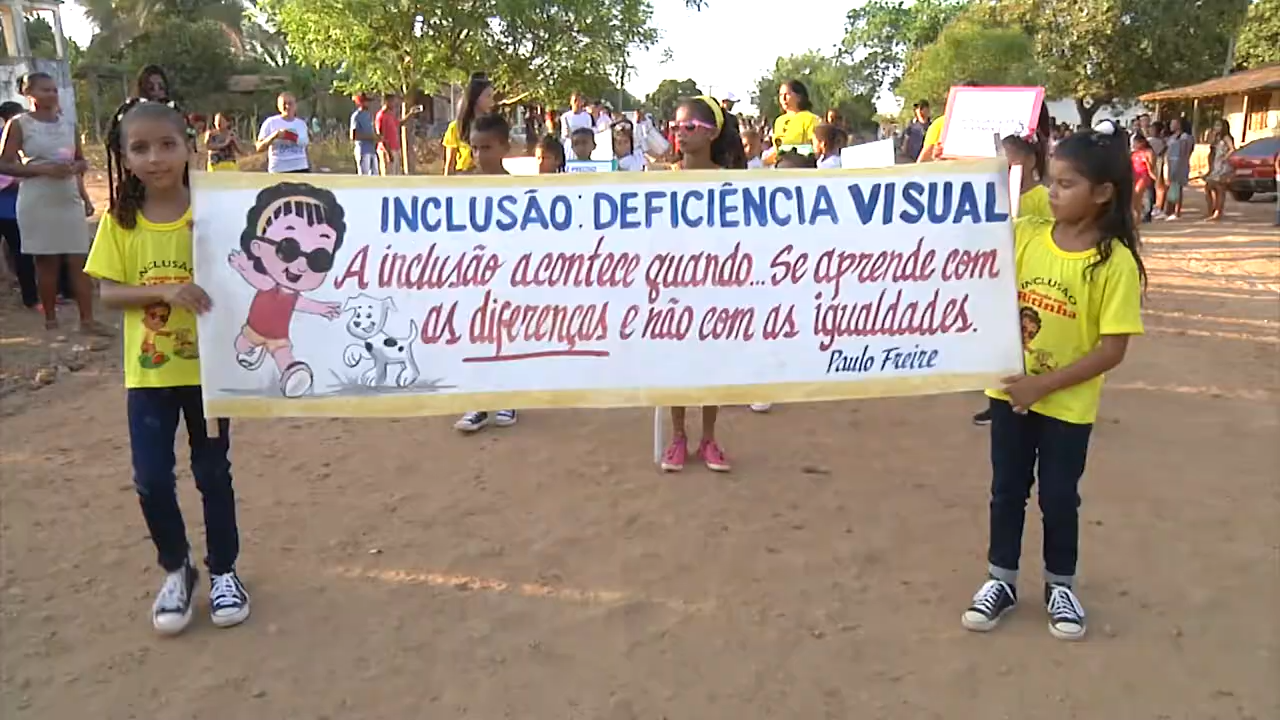 INCLUSÃO: DEFICIÊNCIA VISUAL
A inclusão acontece quando... Se aprende com
as diferenças e não com as igualdades.
Paulo Freire
INCLUSÃO
INCLUSÃO
Ritinha